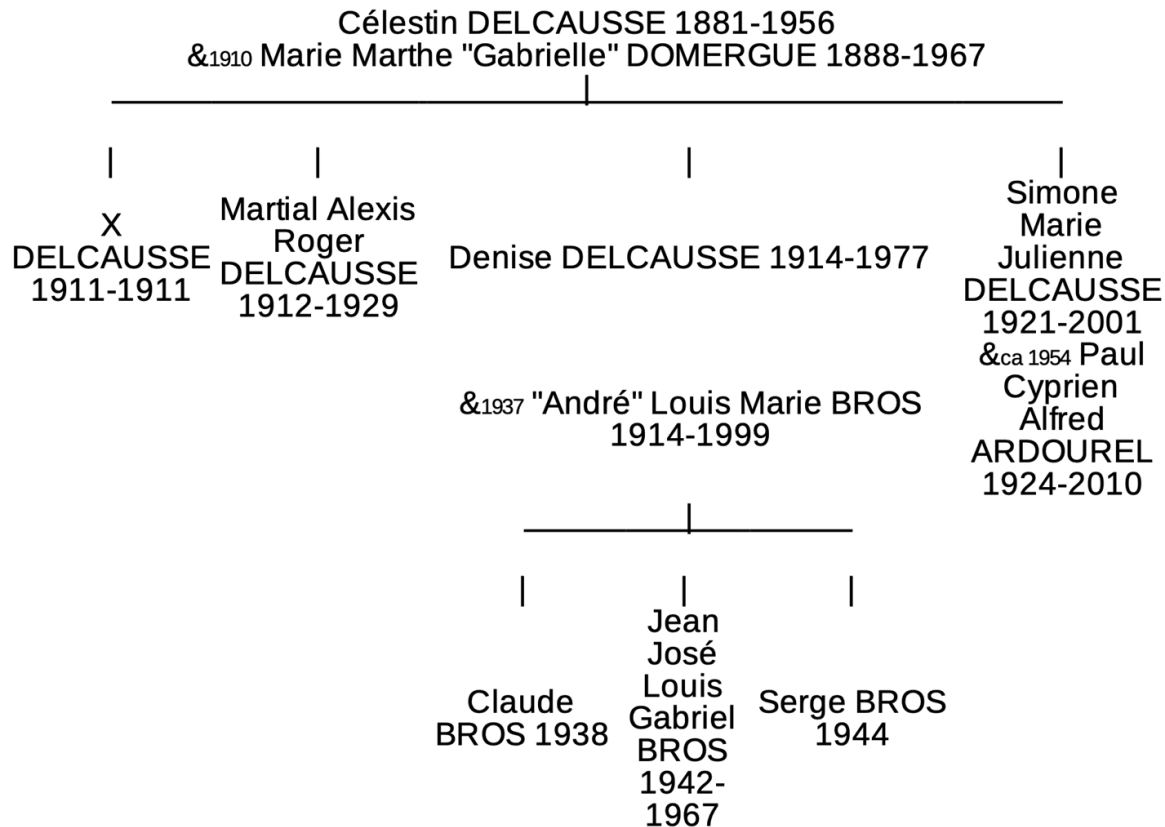 Célestin DELCAUSSE 1881-1956
&1910 Marie Marthe "Gabrielle" DOMERGUE 1888-1967
X
DELCAUSSE
1911-1911
Martial Alexis
Roger
DELCAUSSE
1912-1929
Denise DELCAUSSE 1914-1977
&1937 "André" Louis Marie BROS
1914-1999
Simone
Marie
Julienne
DELCAUSSE
1921-2001
&ca 1954 Paul
Cyprien
Alfred
ARDOUREL
1924-2010
Claude
BROS 1938
Jean
José
Louis
Gabriel
BROS
1942-
1967
Serge BROS
1944